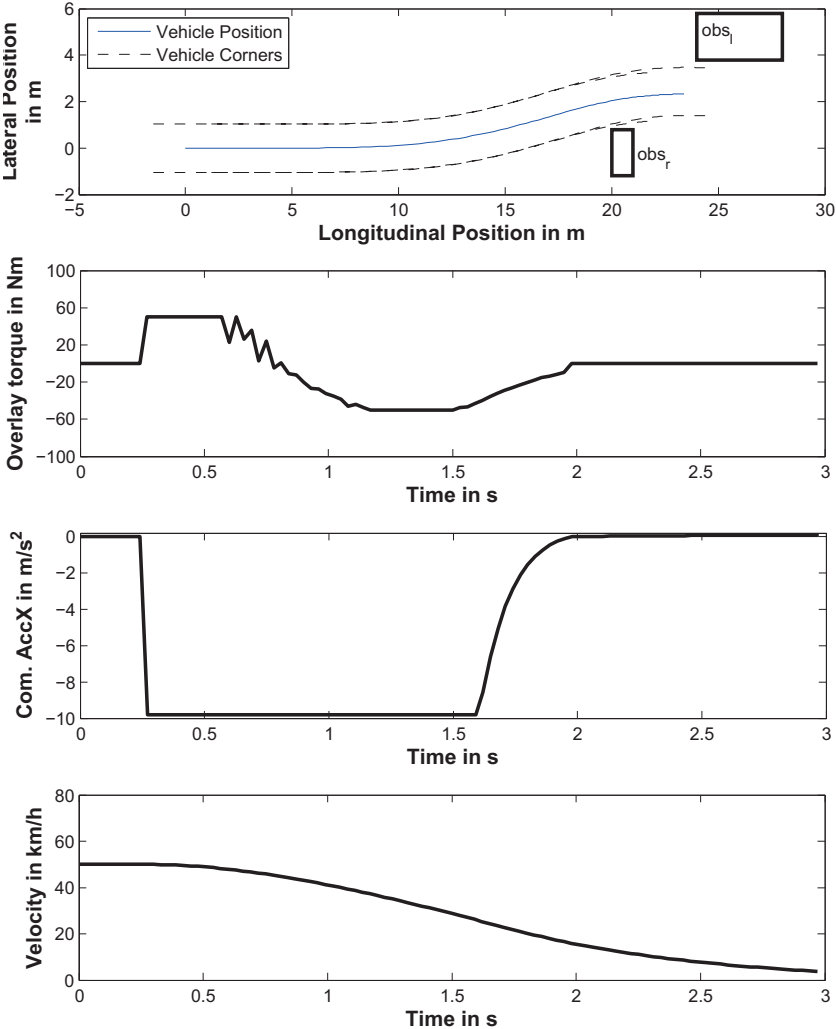 6
4
2
0
−2
Lateral Position
in m
Vehicle Position
Vehicle Corners
obs_l
obs_r
−5 0 5 10 15 20 25 30
Longitudinal Position in m
100
60
20
−20
−60
−100
Overlay torque in Nm
0 0.5 1 1.5 2 2.5 3
Time in s
0
−2
−4
−6
−8
−10
Com. AccX in m/s²
0 0.5 1 1.5 2 2.5 3
Time in s
80
60
40
20
0
Velocity in km/h
0 0.5 1 1.5 2 2.5 3
Time in s